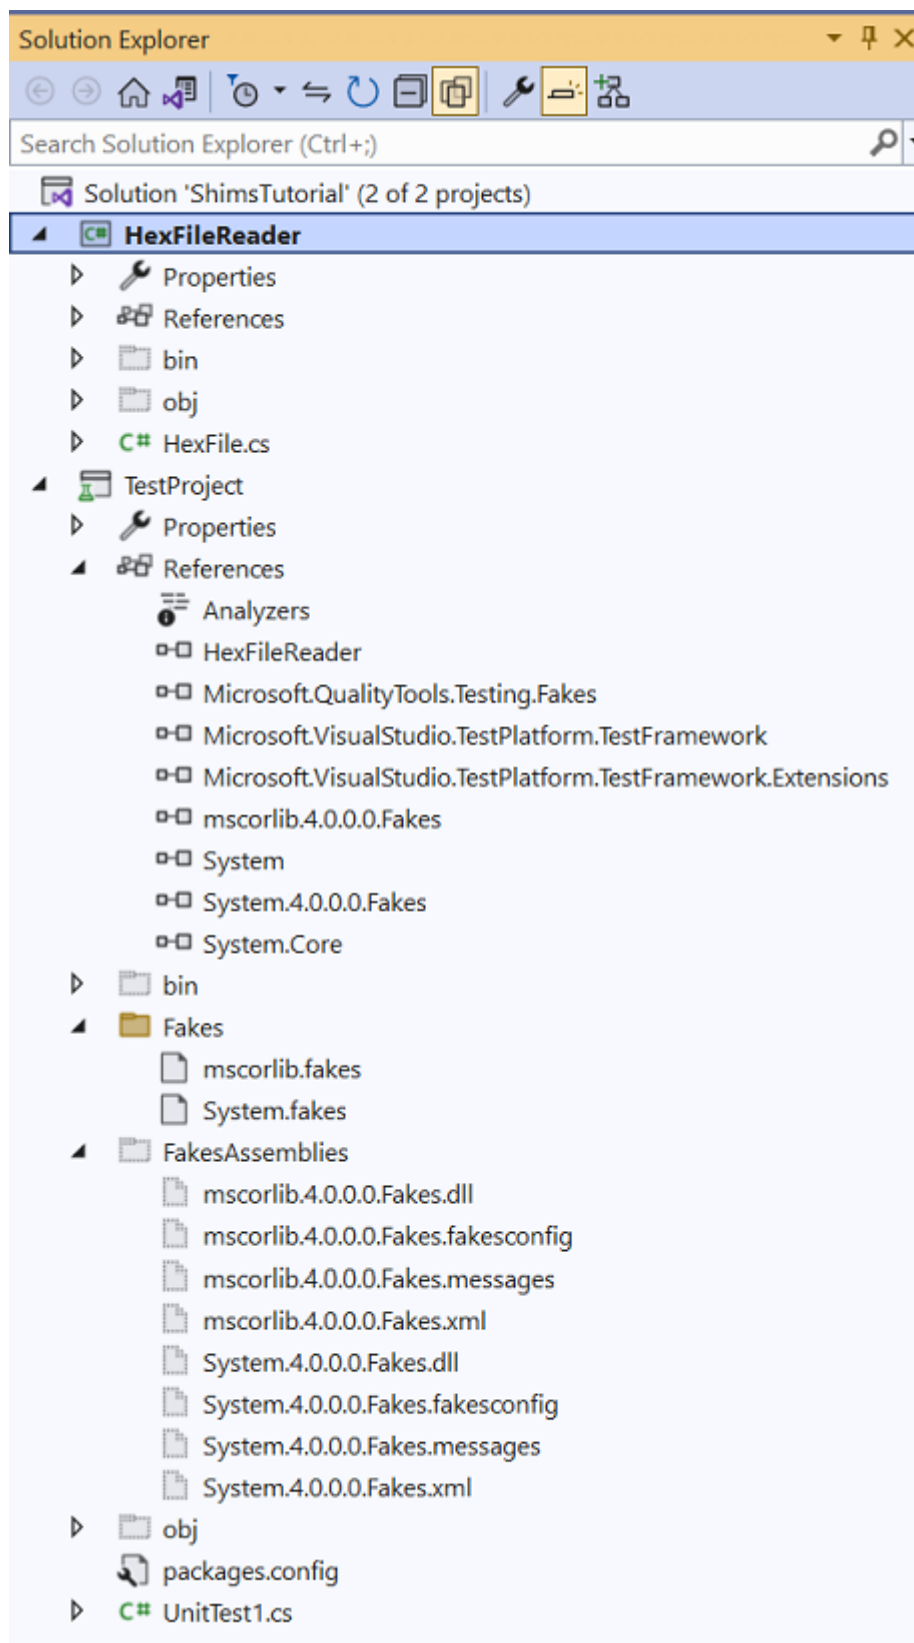 Solution Explorer
Search Solution Explorer (Ctrl+;)
Solution 'ShimsTutorial' (2 of 2 projects)
C# HexFileReader
Properties
References
bin
obj
C# HexFile.cs
TestProject
Properties
References
Analyzers
HexFileReader
Microsoft.QualityTools.Testing.Fakes
Microsoft.VisualStudio.TestPlatform.TestFramework
Microsoft.VisualStudio.TestPlatform.TestFramework.Extensions
mscorlib.4.0.0.0.Fakes
System
System.4.0.0.0.Fakes
System.Core
bin
Fakes
mscorlib.fakes
System.fakes
FakesAssemblies
mscorlib.4.0.0.0.Fakes.dll
mscorlib.4.0.0.0.Fakes.fakesconfig
mscorlib.4.0.0.0.Fakes.messages
mscorlib.4.0.0.0.Fakes.xml
System.4.0.0.0.Fakes.dll
System.4.0.0.0.Fakes.fakesconfig
System.4.0.0.0.Fakes.messages
System.4.0.0.0.Fakes.xml
obj
packages.config
C# UnitTest1.cs